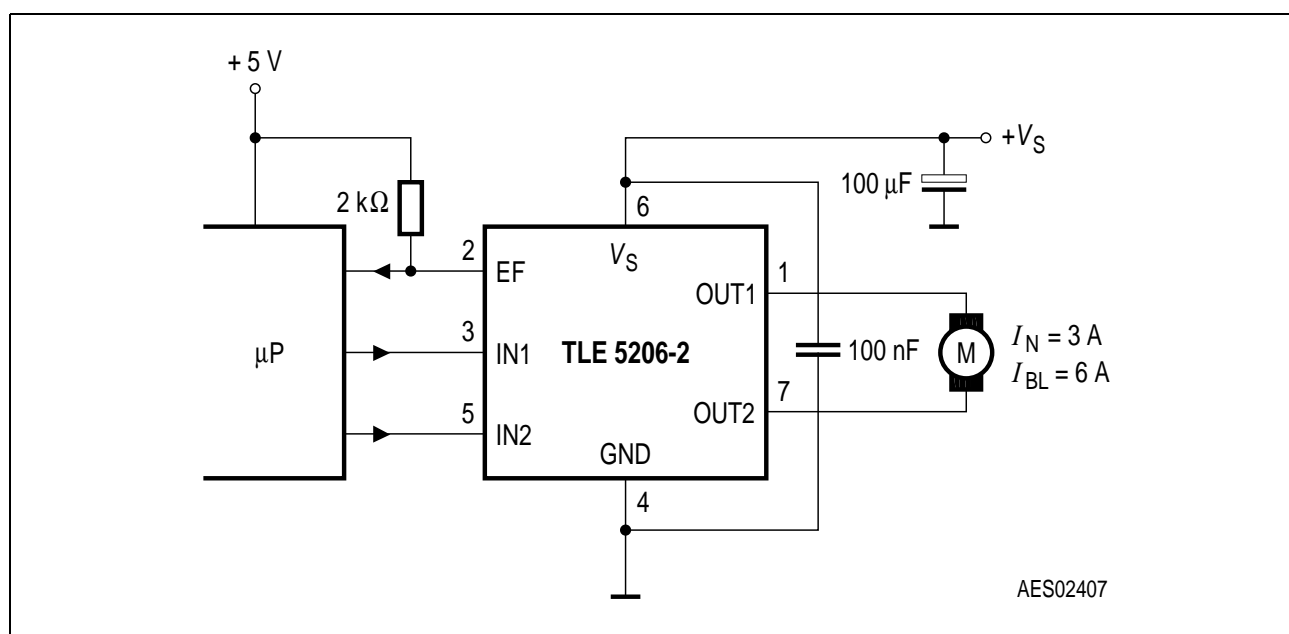 + 5 V
+V_S
100 μF
2 kΩ
6
V_S
2
EF
1
OUT1
3
IN1
TLE 5206-2
100 nF
M
I_N = 3 A
I_BL = 6 A
μP
7
OUT2
5
IN2
GND
4
AES02407